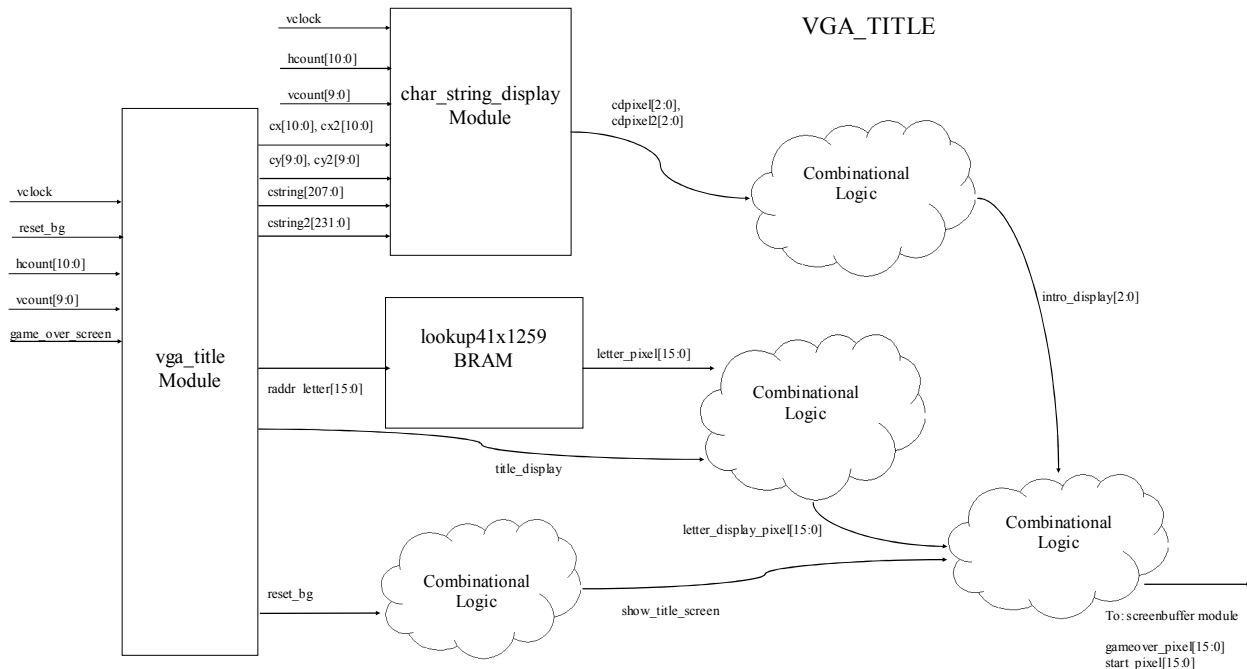 VGA_TITLE
vclock
hcount[10:0]
vcount[9:0]
char_string_display
Module
cx[10:0], cx2[10:0]
cy[9:0], cy2[9:0]
cstring[207:0]
cstring2[231:0]
cdpixel[2:0],
cdpixel2[2:0]
Combinational
Logic
vclock
reset_bg
hcount[10:0]
vcount[9:0]
game_over_screen
vga_title
Module
intro_display[2:0]
lookup41x1259
BRAM
raddr_letter[15:0]
letter_pixel[15:0]
Combinational
Logic
title_display
letter_display_pixel[15:0]
Combinational
Logic
reset_bg
Combinational
Logic
show_title_screen
To: screenbuffer module
gameover_pixel[15:0]
start_pixel[15:0]